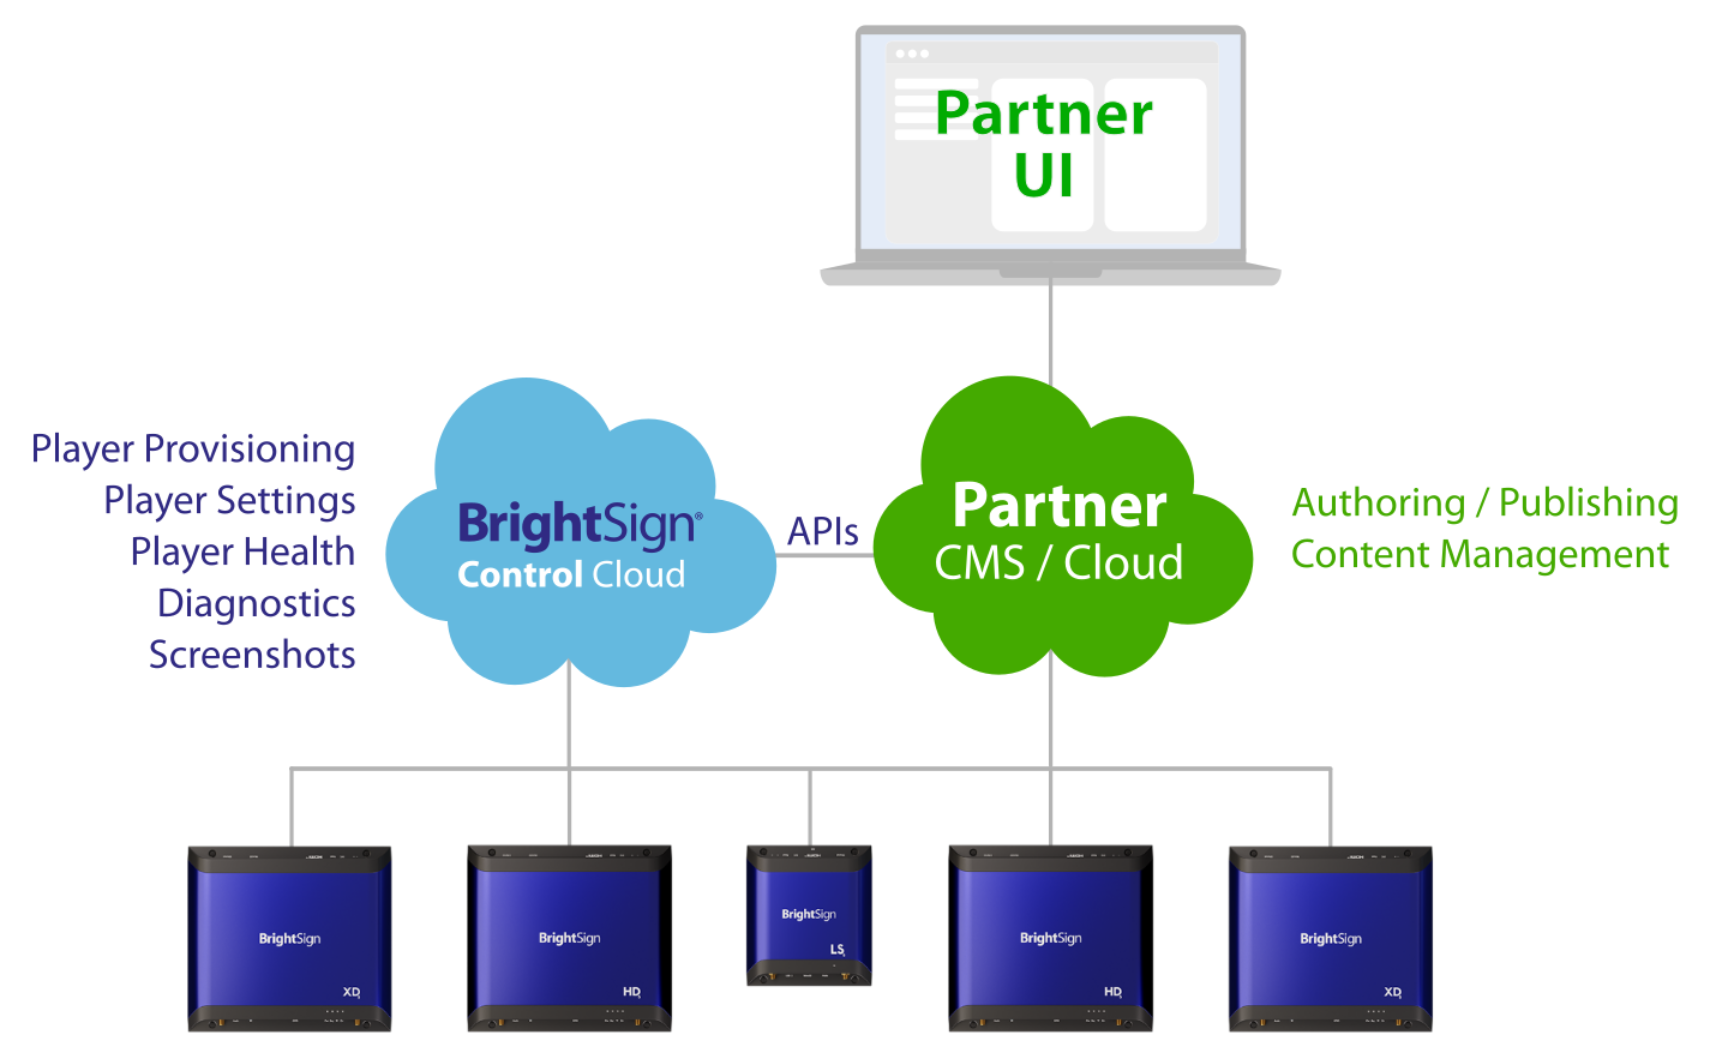 Partner
UI
Player Provisioning
Player Settings
Player Health
Diagnostics
Screenshots
BrightSign®
Control Cloud
APIs
Partner
CMS / Cloud
Authoring / Publishing
Content Management
BrightSign
XD
BrightSign
HD
BrightSign
LS
BrightSign
HD
BrightSign
XD